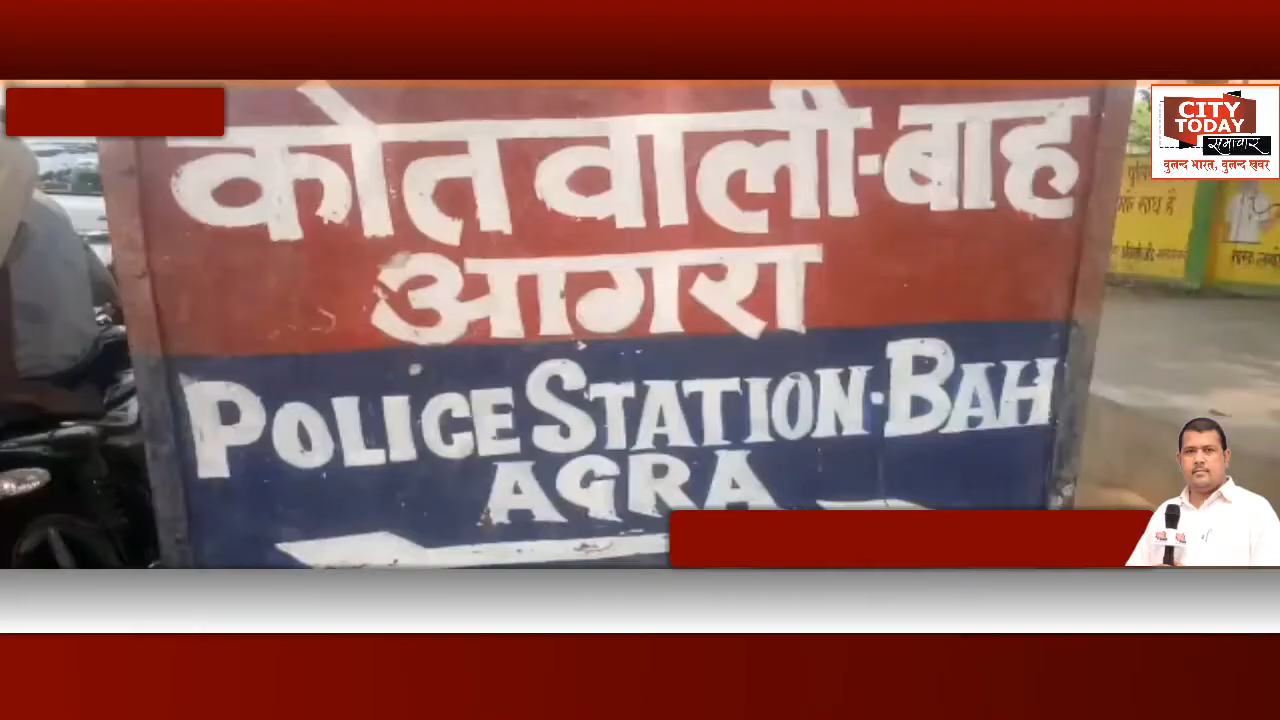 कोतवाली-बाह
आगरा
POLICE STATION-BAH
AGRA
CITY
TODAY
समाचार
बुलन्द भारत, बुलन्द खबर